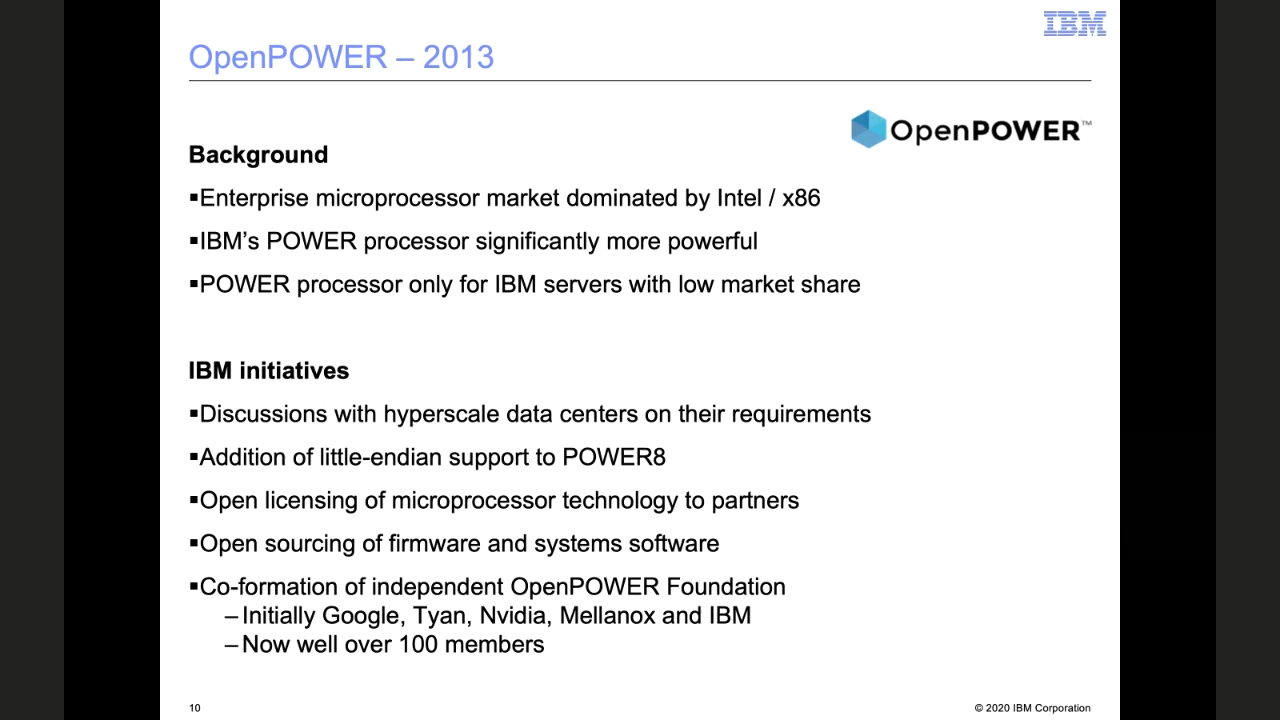 IBM
OpenPOWER – 2013
OpenPOWER™
Background
▪Enterprise microprocessor market dominated by Intel / x86
▪IBM’s POWER processor significantly more powerful
▪POWER processor only for IBM servers with low market share
IBM initiatives
▪Discussions with hyperscale data centers on their requirements
▪Addition of little-endian support to POWER8
▪Open licensing of microprocessor technology to partners
▪Open sourcing of firmware and systems software
▪Co-formation of independent OpenPOWER Foundation
– Initially Google, Tyan, Nvidia, Mellanox and IBM
– Now well over 100 members
10
© 2020 IBM Corporation